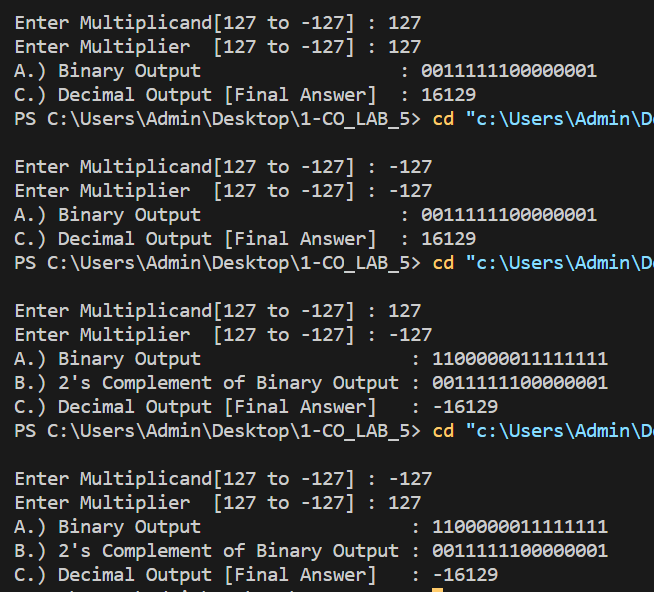 Enter Multiplicand[127 to -127] : 127
Enter Multiplier  [127 to -127] : 127
A.) Binary Output                  : 0011111100000001
C.) Decimal Output [Final Answer]  : 16129
PS C:\Users\Admin\Desktop\1-CO_LAB_5> cd "c:\Users\Admin\D
Enter Multiplicand[127 to -127] : -127
Enter Multiplier  [127 to -127] : -127
A.) Binary Output                  : 0011111100000001
C.) Decimal Output [Final Answer]  : 16129
PS C:\Users\Admin\Desktop\1-CO_LAB_5> cd "c:\Users\Admin\D
Enter Multiplicand[127 to -127] : 127
Enter Multiplier  [127 to -127] : -127
A.) Binary Output                   : 1100000011111111
B.) 2's Complement of Binary Output : 0011111100000001
C.) Decimal Output [Final Answer]   : -16129
PS C:\Users\Admin\Desktop\1-CO_LAB_5> cd "c:\Users\Admin\D
Enter Multiplicand[127 to -127] : -127
Enter Multiplier  [127 to -127] : 127
A.) Binary Output                   : 1100000011111111
B.) 2's Complement of Binary Output : 0011111100000001
C.) Decimal Output [Final Answer]   : -16129